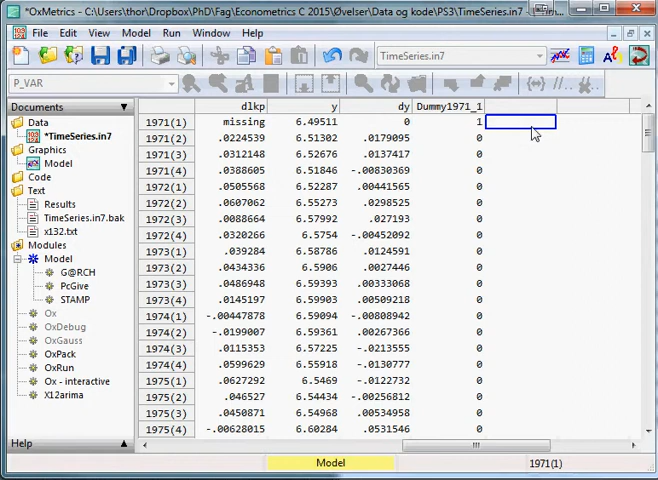 *OxMetrics - C:\Users\thor\Dropbox\PhD\Fag\Econometrics C 2015\Øvelser\Data og kode\PS3\TimeSeries.in7
File Edit View Model Run Window Help
TimeSeries.in7
P_VAR
Documents
Data
*TimeSeries.in7
Graphics
Model
Code
Text
Results
TimeSeries.in7.bak
x132.txt
Modules
Model
G@RCH
PcGive
STAMP
Ox
OxDebug
OxGauss
OxPack
OxRun
Ox - interactive
X12arima
Help
dlkp y dy Dummy1971_1
1971(1) missing 6.49511 0 1
1971(2) .0224539 6.51302 .0179095 0
1971(3) .0312148 6.52676 .0137417 0
1971(4) .0388605 6.51846 -.00830369 0
1972(1) .0505568 6.52287 .00441565 0
1972(2) .0607062 6.55273 .0298525 0
1972(3) .0088664 6.57992 .027193 0
1972(4) .0320266 6.5754 -.00452092 0
1973(1) .039284 6.58786 .0124591 0
1973(2) .0434336 6.5906 .0027446 0
1973(3) .0486948 6.59393 .00333068 0
1973(4) .0145197 6.59903 .00509218 0
1974(1) -.00447878 6.59094 -.00808942 0
1974(2) -.0199007 6.59361 .00267366 0
1974(3) .0115353 6.57225 -.0213555 0
1974(4) .0599629 6.55918 -.0130777 0
1975(1) .0627292 6.5469 -.0122732 0
1975(2) .046527 6.54434 -.00256812 0
1975(3) .0450871 6.54968 .00534958 0
1975(4) -.00628015 6.60284 .0531546 0
Model
1971(1)